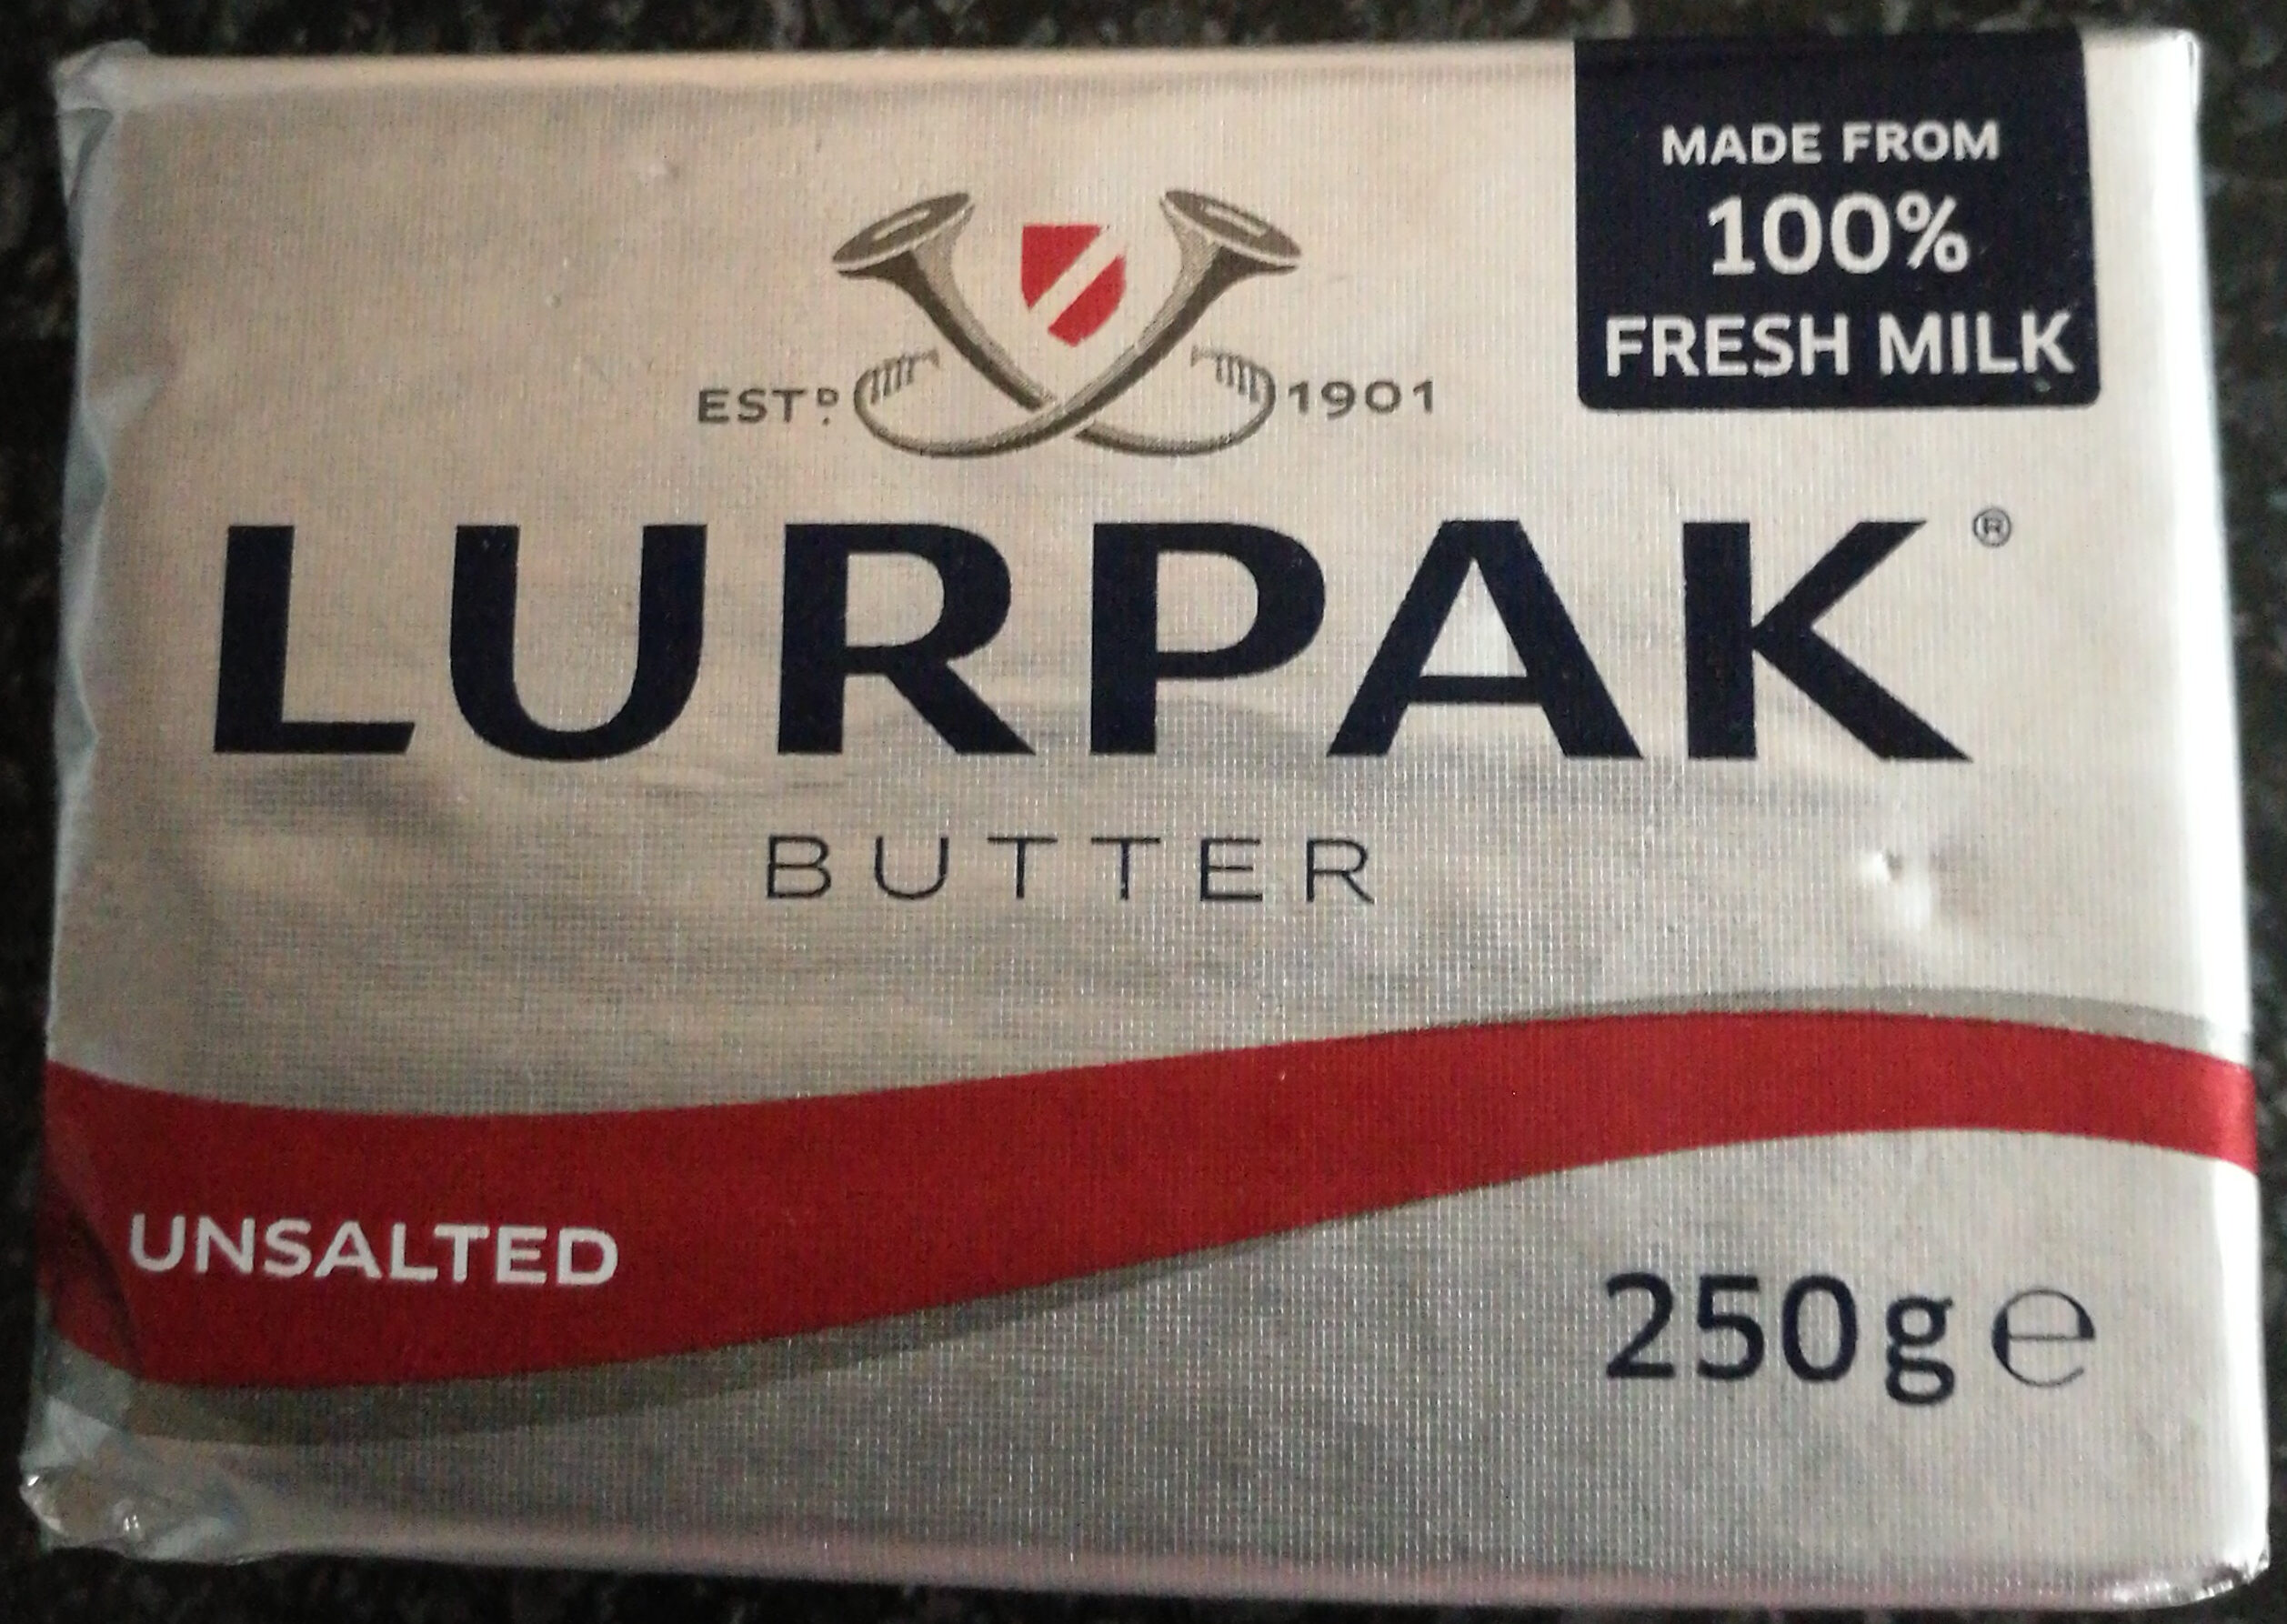 MADE FROM
100%
FRESH MILK
ESTD. 1901
LURPAK®
BUTTER
UNSALTED
250g ℮